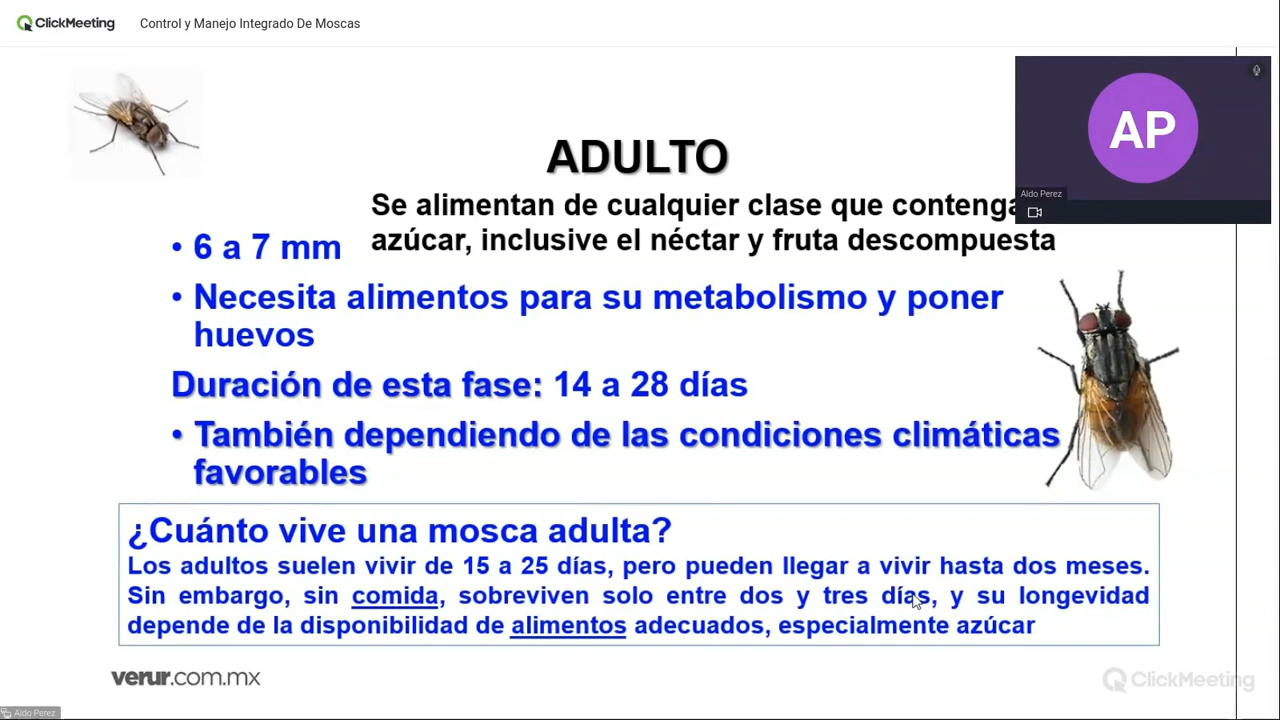 ClickMeeting
Control y Manejo Integrado De Moscas
AP
Aldo Perez
ADULTO
Se alimentan de cualquier clase que contenga
azúcar, inclusive el néctar y fruta descompuesta
• 6 a 7 mm
• Necesita alimentos para su metabolismo y poner
huevos
Duración de esta fase: 14 a 28 días
• También dependiendo de las condiciones climáticas
favorables
¿Cuánto vive una mosca adulta?
Los adultos suelen vivir de 15 a 25 días, pero pueden llegar a vivir hasta dos meses.
Sin embargo, sin comida, sobreviven solo entre dos y tres días, y su longevidad
depende de la disponibilidad de alimentos adecuados, especialmente azúcar
verur.com.mx
ClickMeeting
Aldo Perez